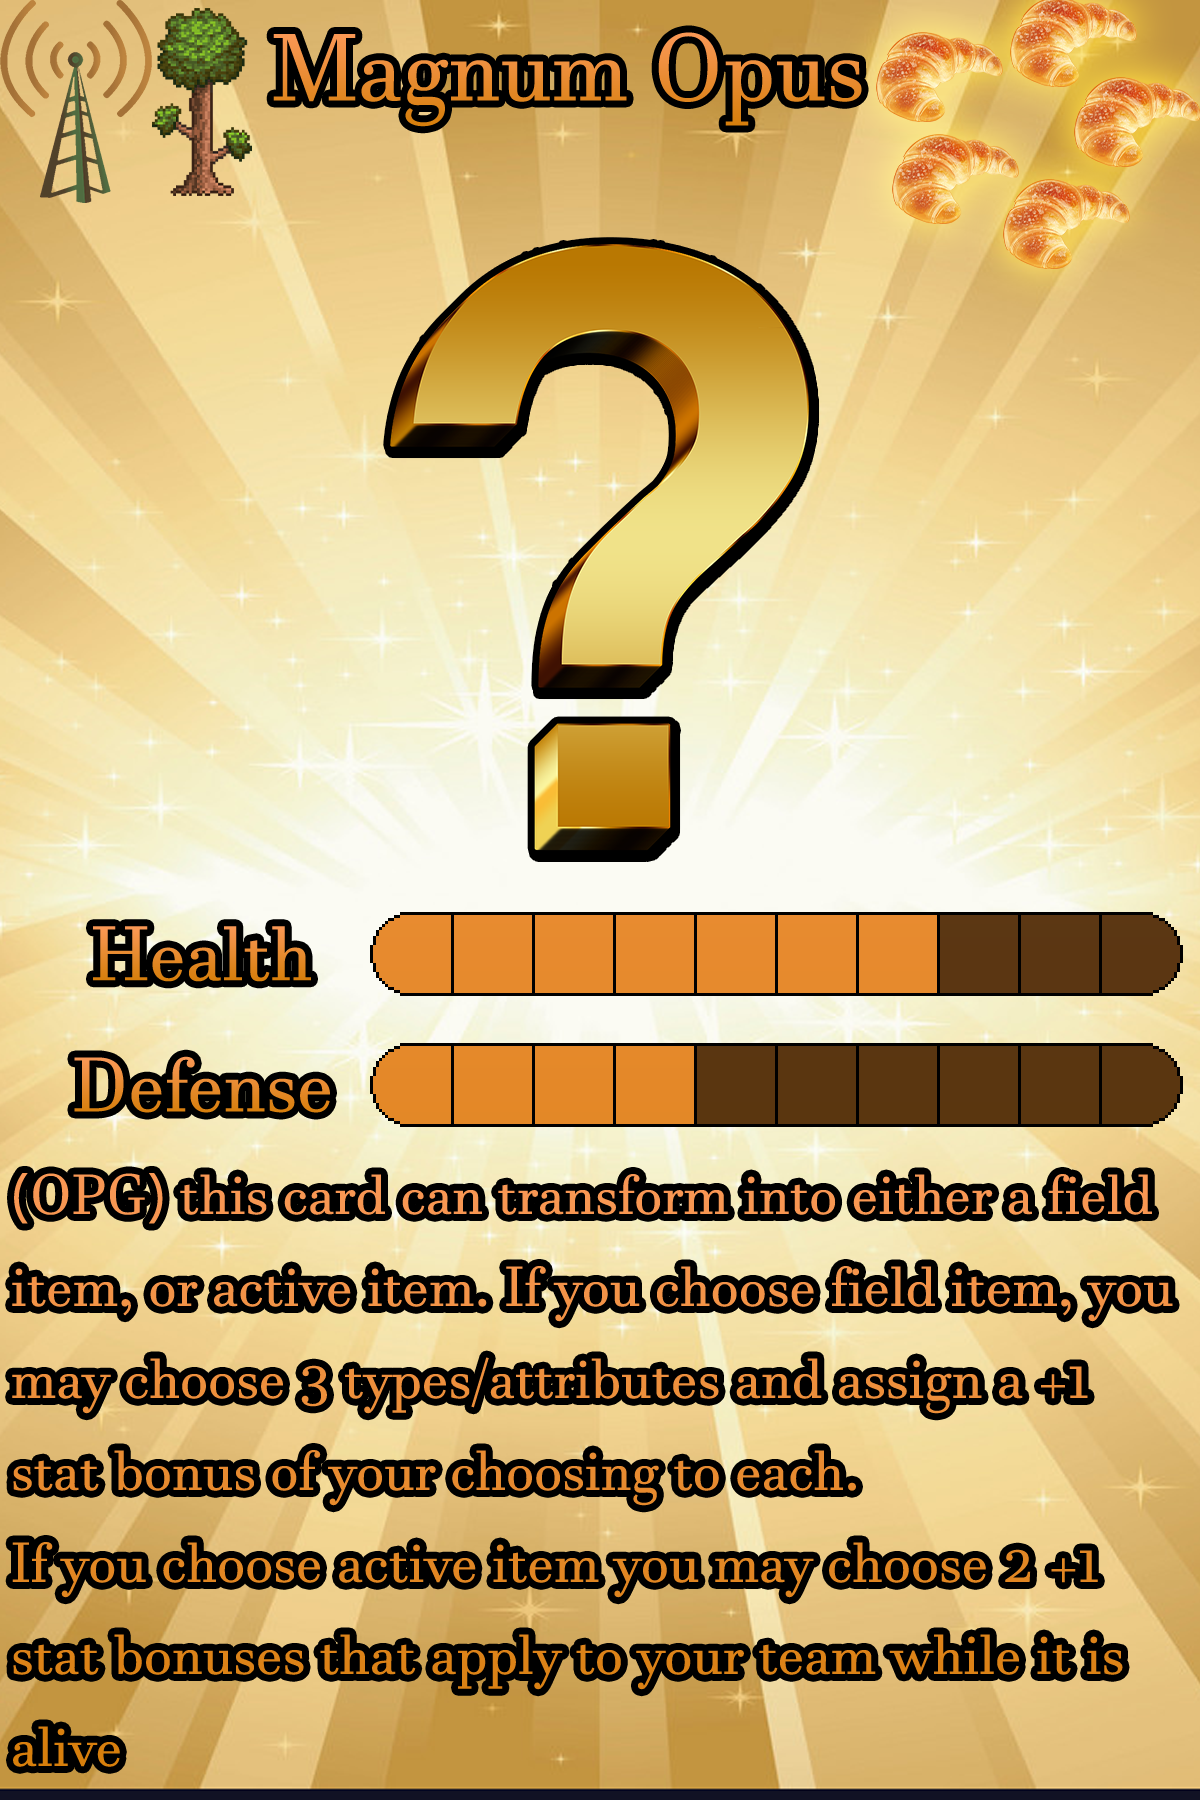 Magnum Opus
?
Health
Defense
(OPG) this card can transform into either a field
item, or active item. If you choose field item, you
may choose 3 types/attributes and assign a +1
stat bonus of your choosing to each.
If you choose active item you may choose 2 +1
stat bonuses that apply to your team while it is
alive